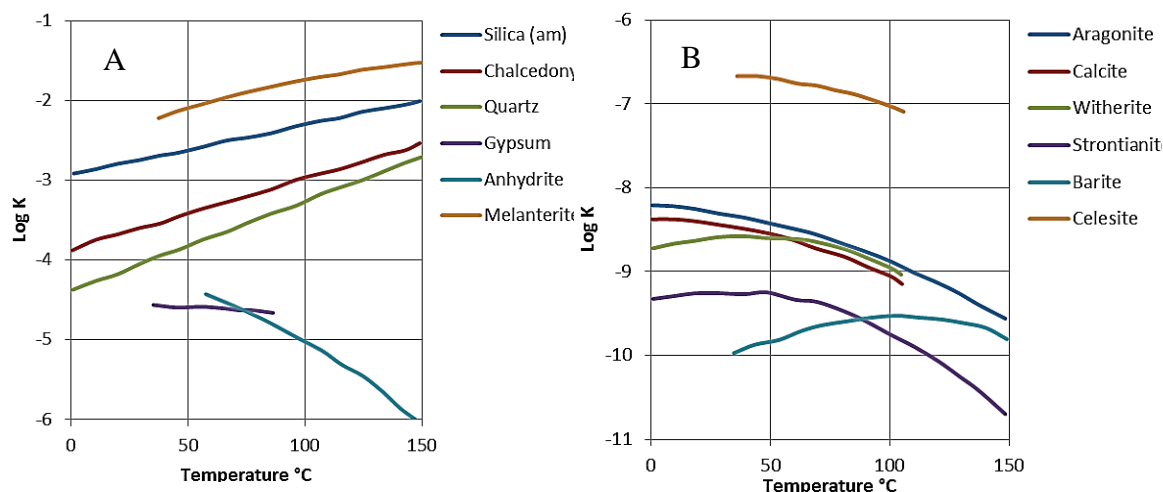 A
Log K
-1
-2
-3
-4
-5
-6
0
50
100
150
Temperature °C
Silica (am)
Chalcedony
Quartz
Gypsum
Anhydrite
Melanterite
B
Log K
-6
-7
-8
-9
-10
-11
0
50
100
150
Temperature °C
Aragonite
Calcite
Witherite
Strontianite
Barite
Celesite